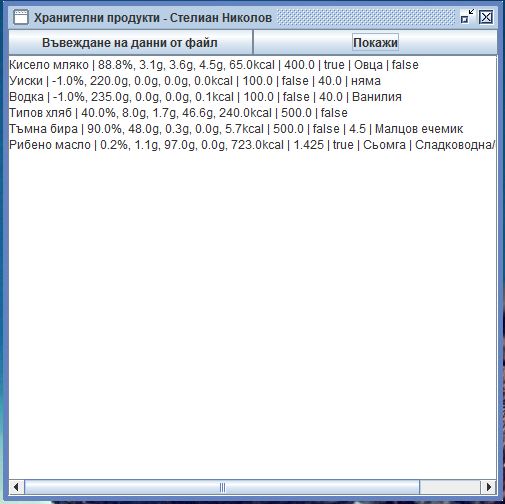 Хранителни продукти - Стелиан Николов
Въвеждане на данни от файл
Покажи
Кисело мляко | 88.8%, 3.1g, 3.6g, 4.5g, 65.0kcal | 400.0 | true | Овца | false
Уиски | -1.0%, 220.0g, 0.0g, 0.0g, 0.0kcal | 100.0 | false | 40.0 | няма
Водка | -1.0%, 235.0g, 0.0g, 0.0g, 0.1kcal | 100.0 | false | 40.0 | Ванилия
Типов хляб | 40.0%, 8.0g, 1.7g, 46.6g, 240.0kcal | 500.0 | false
Тъмна бира | 90.0%, 48.0g, 0.3g, 0.0g, 5.7kcal | 500.0 | false | 4.5 | Малцов ечемик
Рибено масло | 0.2%, 1.1g, 97.0g, 0.0g, 723.0kcal | 1.425 | true | Сьомга | Сладководна/